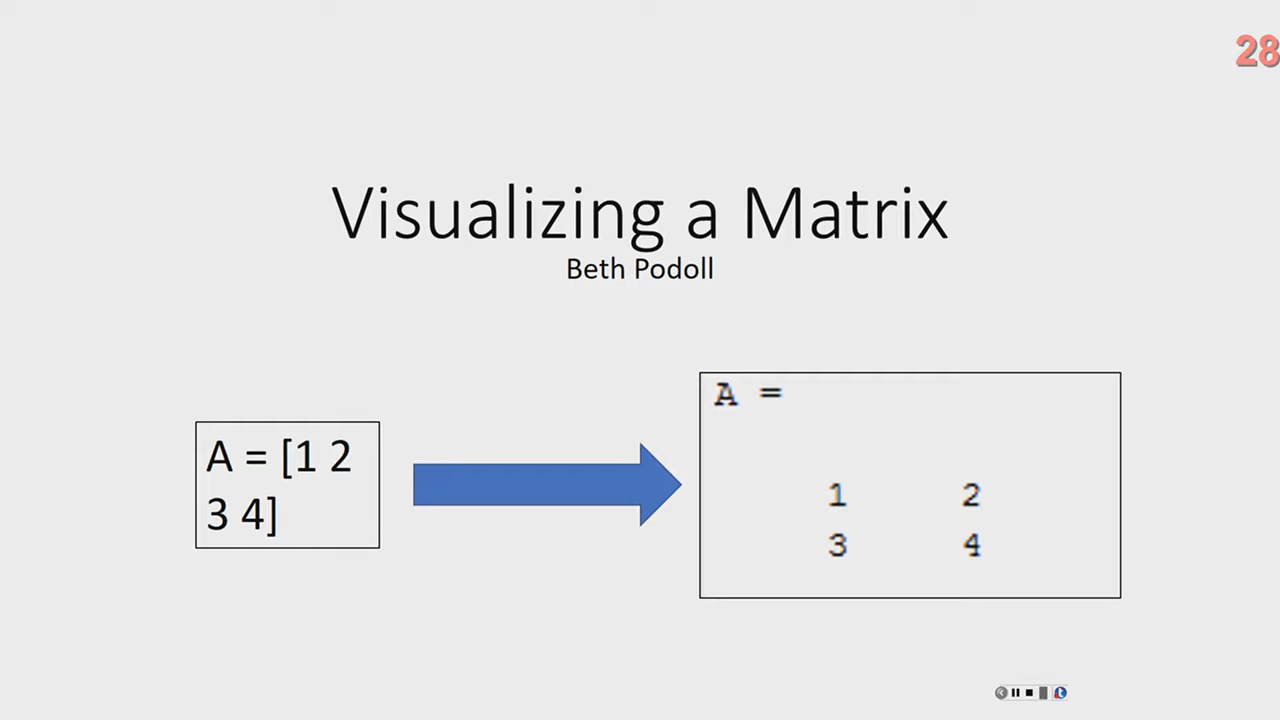 28
Visualizing a Matrix
Beth Podoll
A = [1 2
3 4]
A =
1 2
3 4